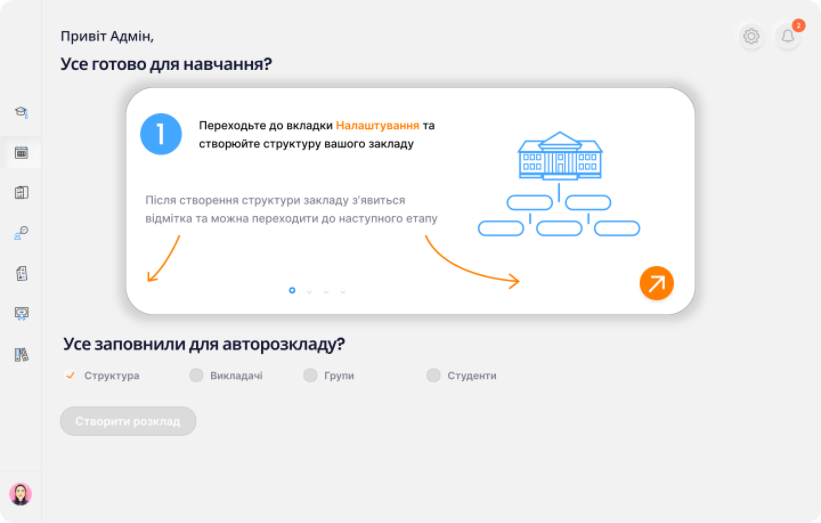 Привіт Адмін,
2
Усе готово для навчання?
1
Переходьте до вкладки Налаштування та
створюйте структуру вашого закладу
Після створення структури закладу з’явиться
відмітка та можна переходити до наступного етапу
Усе заповнили для авторозкладу?
Структура
Викладачі
Групи
Студенти
Створити розклад